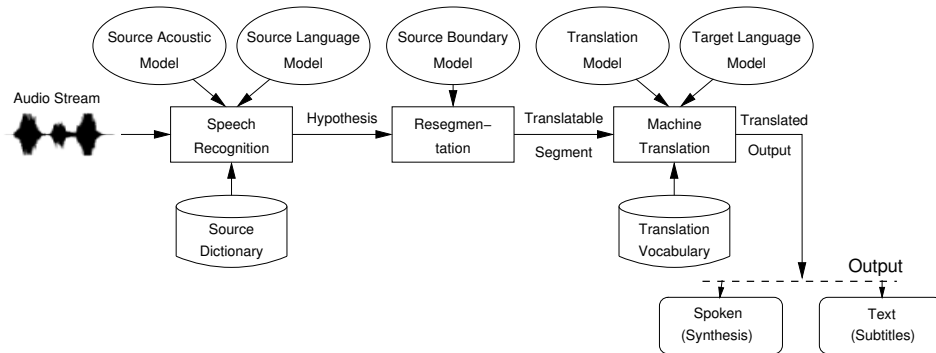 Source Acoustic
Model
Source Language
Model
Source Boundary
Model
Translation
Model
Target Language
Model
Audio Stream
Speech
Recognition
Hypothesis
Resegmen-
tation
Translatable
Segment
Machine
Translation
Translated
Output
Source
Dictionary
Translation
Vocabulary
Output
Spoken
(Synthesis)
Text
(Subtitles)